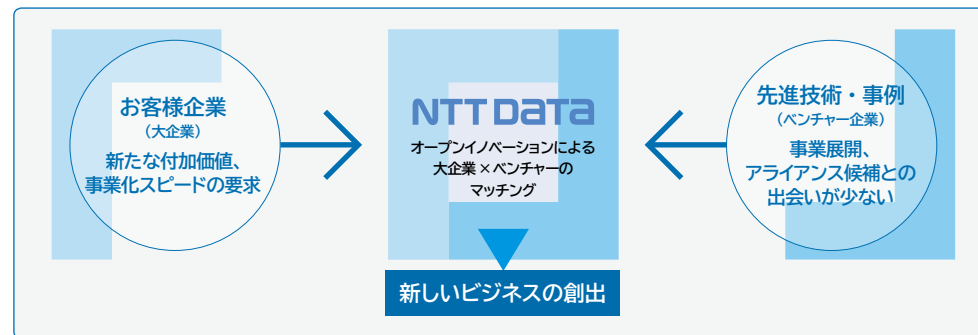 お客様企業
（大企業）
新たな付加価値、
事業化スピードの要求
NTT DATA
オープンイノベーションによる
大企業×ベンチャーの
マッチング
新しいビジネスの創出
先進技術・事例
（ベンチャー企業）
事業展開、
アライアンス候補との
出会いが少ない